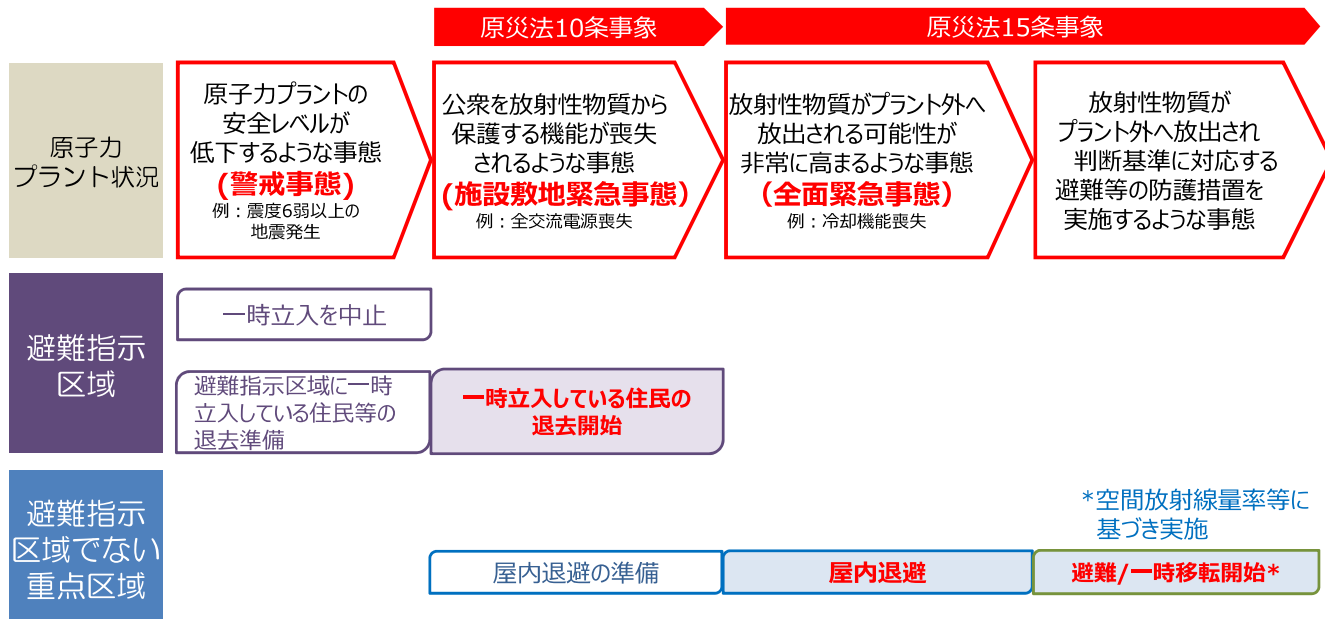 原災法10条事象
原災法15条事象
原子力
プラント状況
原子力プラントの
安全レベルが
低下するような事態
(警戒事態)
例：震度6弱以上の
地震発生
公衆を放射性物質から
保護する機能が喪失
されるような事態
(施設敷地緊急事態)
例：全交流電源喪失
放射性物質がプラント外へ
放出される可能性が
非常に高まるような事態
（全面緊急事態）
例：冷却機能喪失
放射性物質が
プラント外へ放出され
判断基準に対応する
避難等の防護措置を
実施するような事態
避難指示
区域
一時立入を中止
避難指示区域に一時
立入している住民等の
退去準備
一時立入している住民の
退去開始
避難指示
区域でない
重点区域
*空間放射線量率等に
基づき実施
屋内退避の準備
屋内退避
避難/一時移転開始*